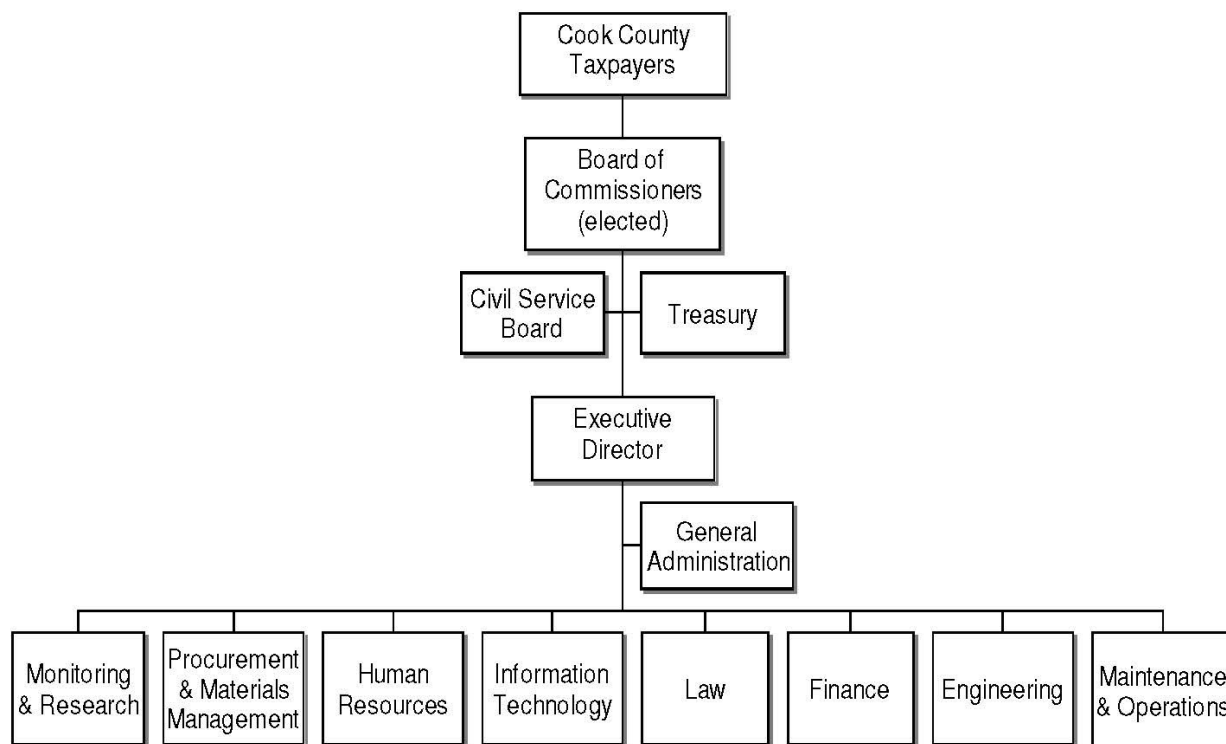 Cook County
Taxpayers
Board of
Commissioners
(elected)
Civil Service
Board
Treasury
Executive
Director
General
Administration
Monitoring
& Research
Procurement
& Materials
Management
Human
Resources
Information
Technology
Law
Finance
Engineering
Maintenance
& Operations